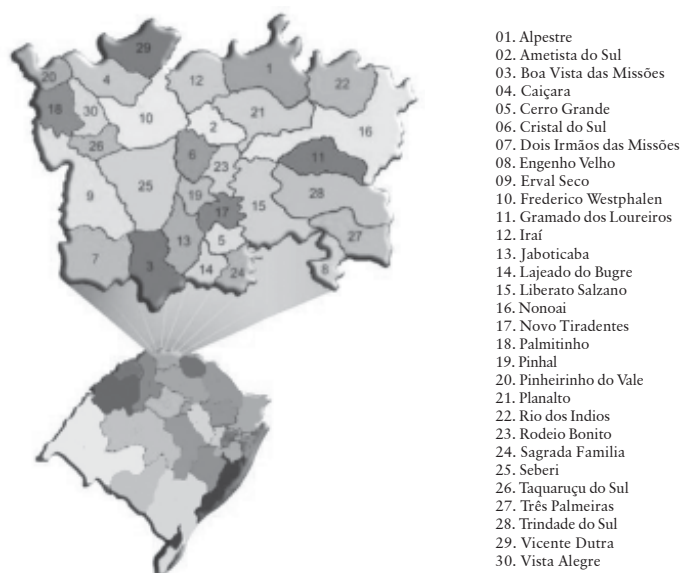 29
20
4
12
1
22
18
30
10
2
21
16
26
6
23
11
25
9
19
28
17
15
13
5
27
7
3
14
24
8
01. Alpestre
02. Ametista do Sul
03. Boa Vista das Missões
04. Caiçara
05. Cerro Grande
06. Cristal do Sul
07. Dois Irmãos das Missões
08. Engenho Velho
09. Erval Seco
10. Frederico Westphalen
11. Gramado dos Loureiros
12. Iraí
13. Jaboticaba
14. Lajeado do Bugre
15. Liberato Salzano
16. Nonoai
17. Novo Tiradentes
18. Palmitinho
19. Pinhal
20. Pinheirinho do Vale
21. Planalto
22. Rio dos Indios
23. Rodeio Bonito
24. Sagrada Familia
25. Seberi
26. Taquaruçu do Sul
27. Três Palmeiras
28. Trindade do Sul
29. Vicente Dutra
30. Vista Alegre